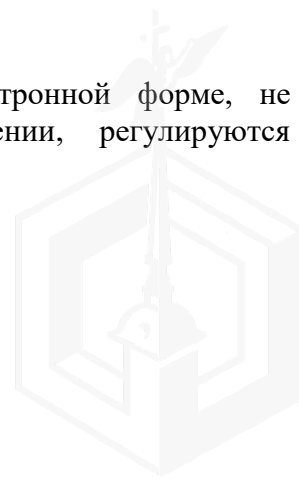 тронной форме, не
ении, регулируются